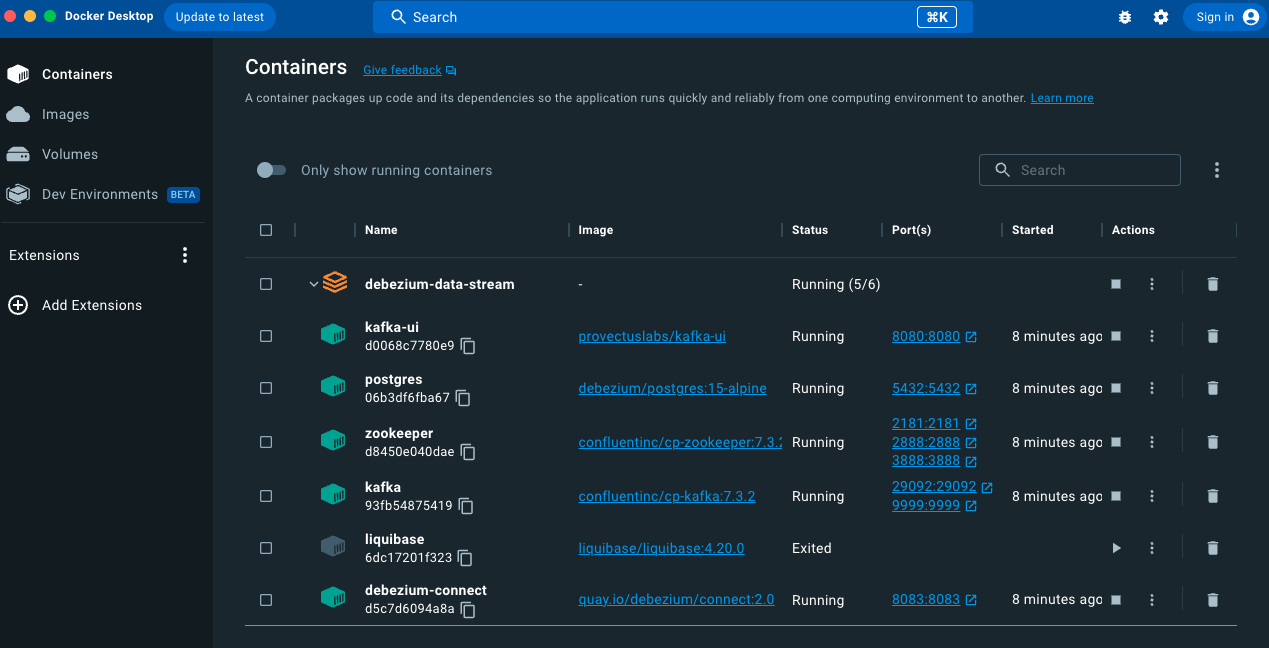 Docker Desktop Update to latest Search ⌘K Sign in
Containers
Images
Volumes
Dev Environments BETA
Extensions
Add Extensions
Containers Give feedback
A container packages up code and its dependencies so the application runs quickly and reliably from one computing environment to another. Learn more
Only show running containers Search
Name Image Status Port(s) Started Actions
debezium-data-stream - Running (5/6)
kafka-ui
d0068c7780e9 provectuslabs/kafka-ui Running 8080:8080 8 minutes ago
postgres
06b3df6fba67 debezium/postgres:15-alpine Running 5432:5432 8 minutes ago
zookeeper
d8450e040dae confluentinc/cp-zookeeper:7.3.2 Running 2181:2181 8 minutes ago
2888:2888
3888:3888
kafka
93fb54875419 confluentinc/cp-kafka:7.3.2 Running 29092:29092 8 minutes ago
9999:9999
liquibase
6dc17201f323 liquibase/liquibase:4.20.0 Exited
debezium-connect
d5c7d6094a8a quay.io/debezium/connect:2.0 Running 8083:8083 8 minutes ago